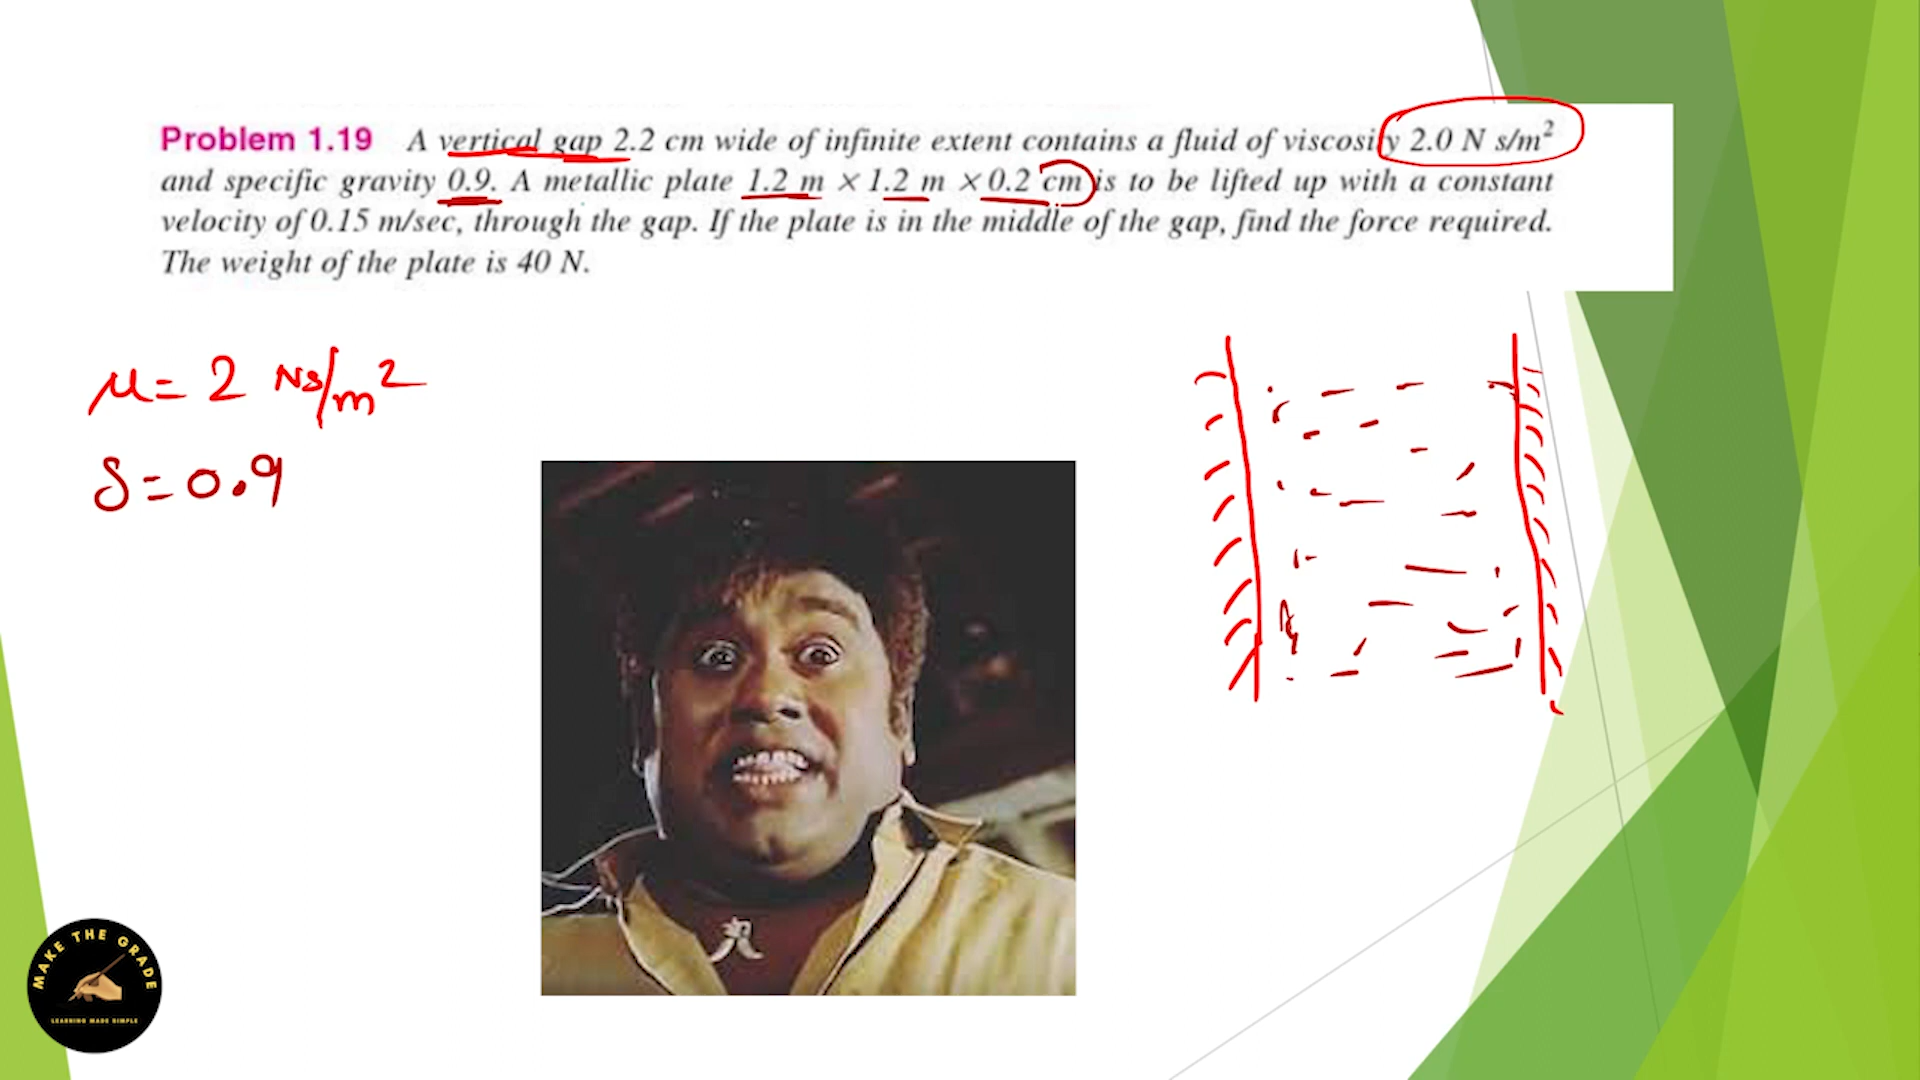 Problem 1.19 A vertical gap 2.2 cm wide of infinite extent contains a fluid of viscosity 2.0 N s/m²
and specific gravity 0.9. A metallic plate 1.2 m × 1.2 m × 0.2 cm is to be lifted up with a constant
velocity of 0.15 m/sec, through the gap. If the plate is in the middle of the gap, find the force required.
The weight of the plate is 40 N.
μ = 2 Ns/m²
S = 0.9
MAKE THE GRADE
LEARNING MADE SIMPLE